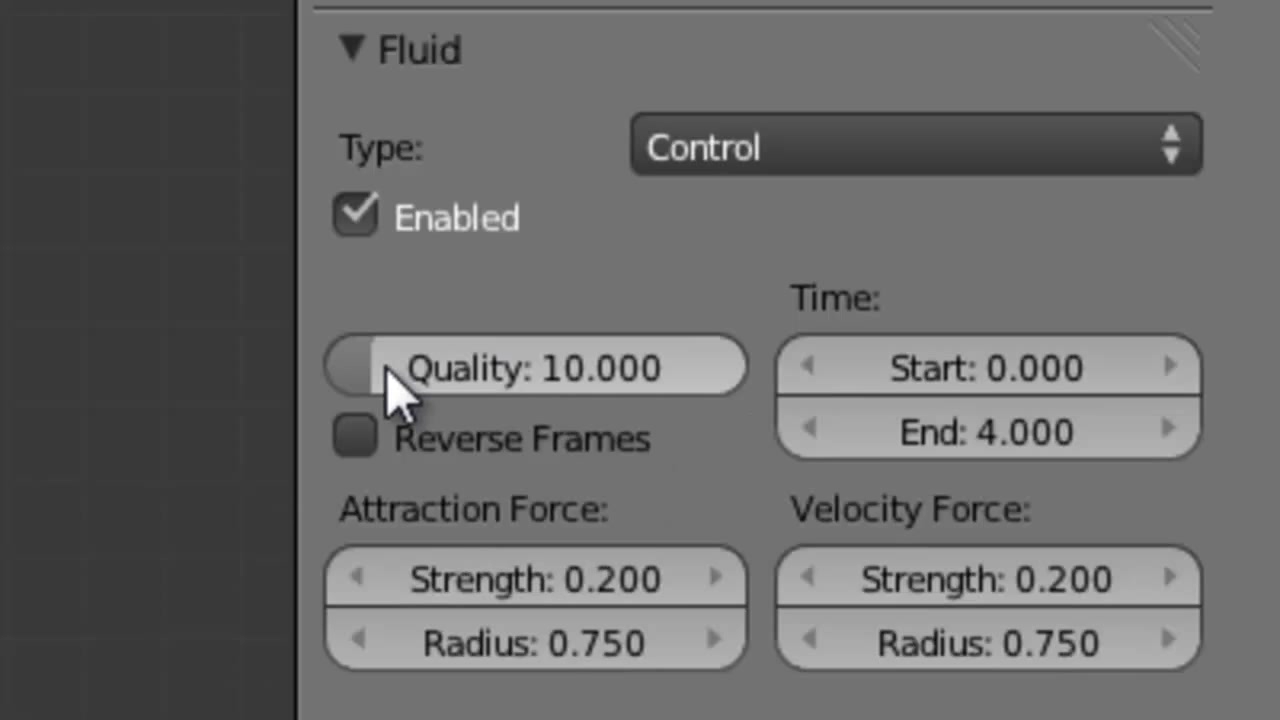 Fluid
Type: Control
Enabled
Time:
Quality: 10.000 Start: 0.000
End: 4.000
Reverse Frames
Attraction Force: Velocity Force:
Strength: 0.200 Strength: 0.200
Radius: 0.750 Radius: 0.750